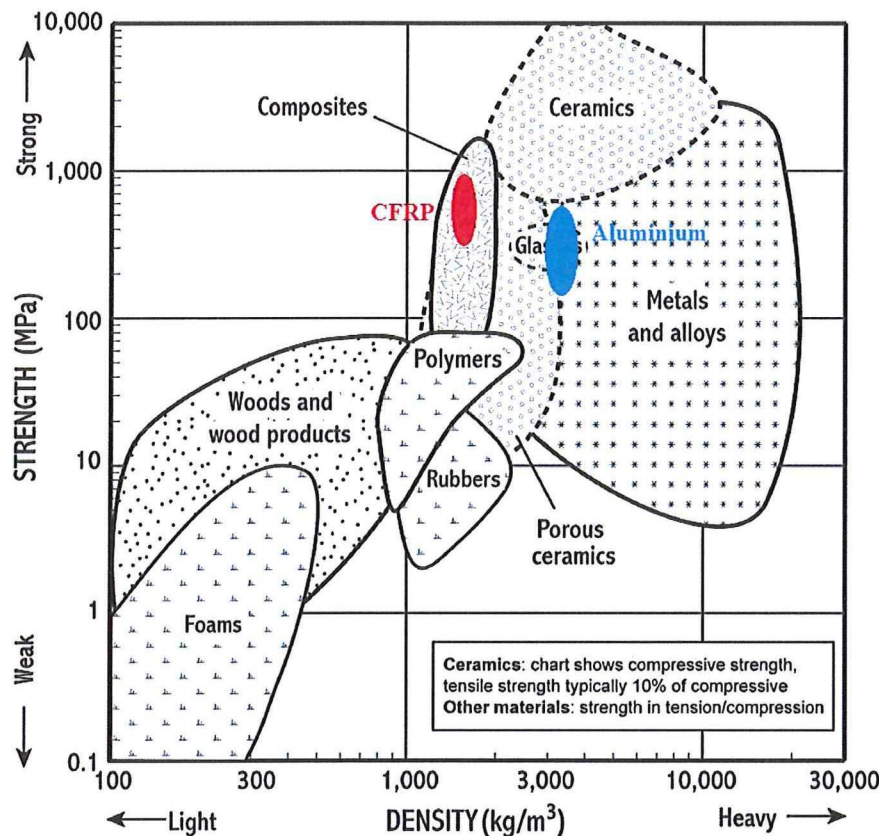 10,000
1,000
100
10
1
0.1
Strong
STRENGTH (MPa)
Weak
Composites
Ceramics
CFRP
Aluminium
Metals
and alloys
Polymers
Woods and
wood products
Rubbers
Porous
ceramics
Foams
Ceramics: chart shows compressive strength,
tensile strength typically 10% of compressive
Other materials: strength in tension/compression
100
300
1,000
3,000
10,000
30,000
Light
DENSITY (kg/m³)
Heavy